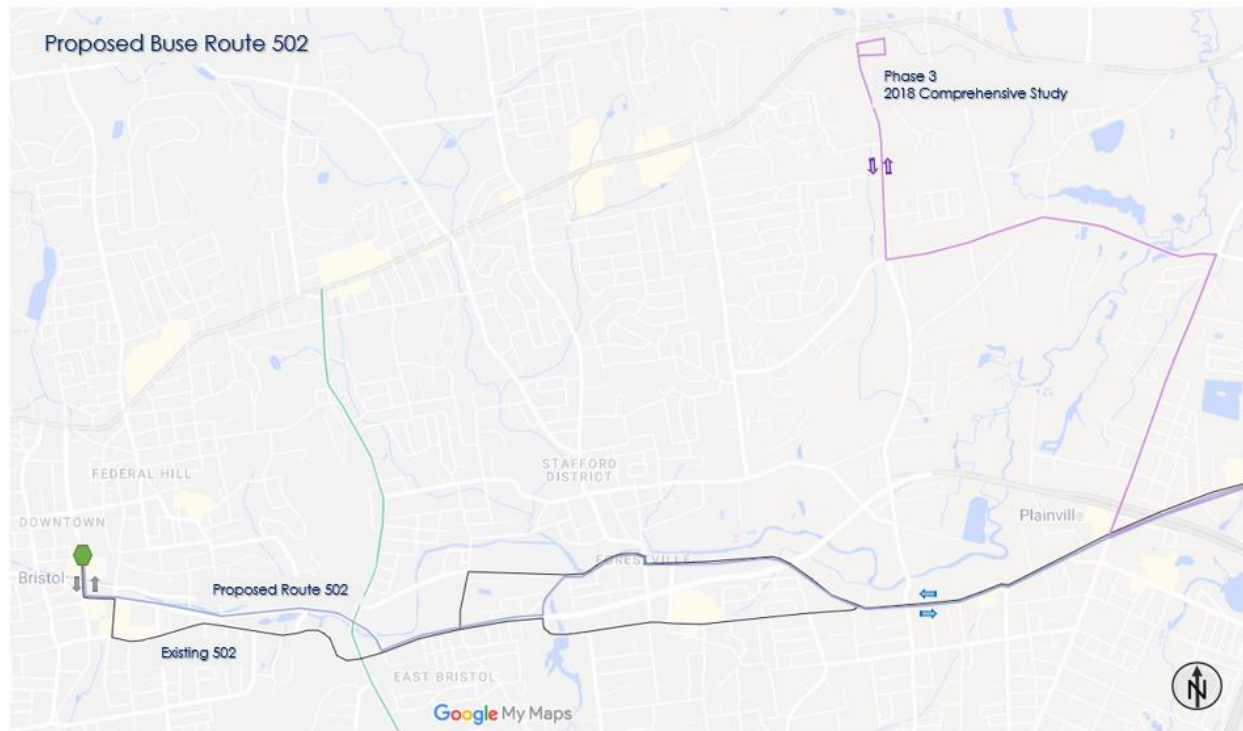 Proposed Buse Route 502
Phase 3
2018 Comprehensive Study
STAFFORD
DISTRICT
FEDERAL HILL
DOWNTOWN
Plainville
FORESTVILLE
Bristol
Proposed Route 502
Existing 502
EAST BRISTOL
N
Google My Maps